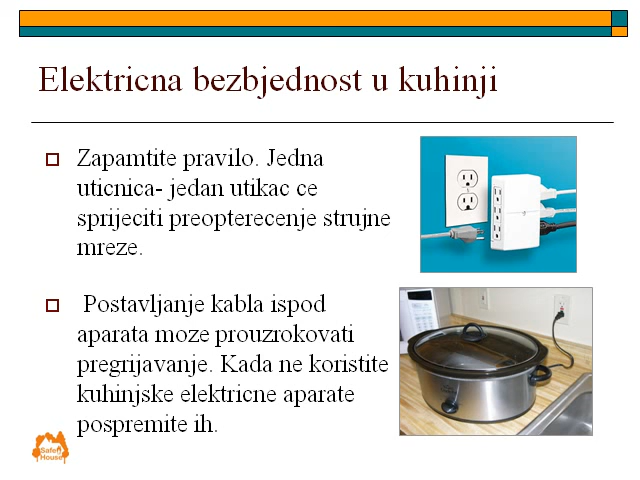 Elektricna bezbjednost u kuhinji
Zapamtite pravilo. Jedna
uticnica- jedan utikac ce
sprijeciti preopterecenje strujne
mreze.
Postavljanje kabla ispod
aparata moze prouzrokovati
pregrijavanje. Kada ne koristite
kuhinjske elektricne aparate
pospremite ih.
Safe
House